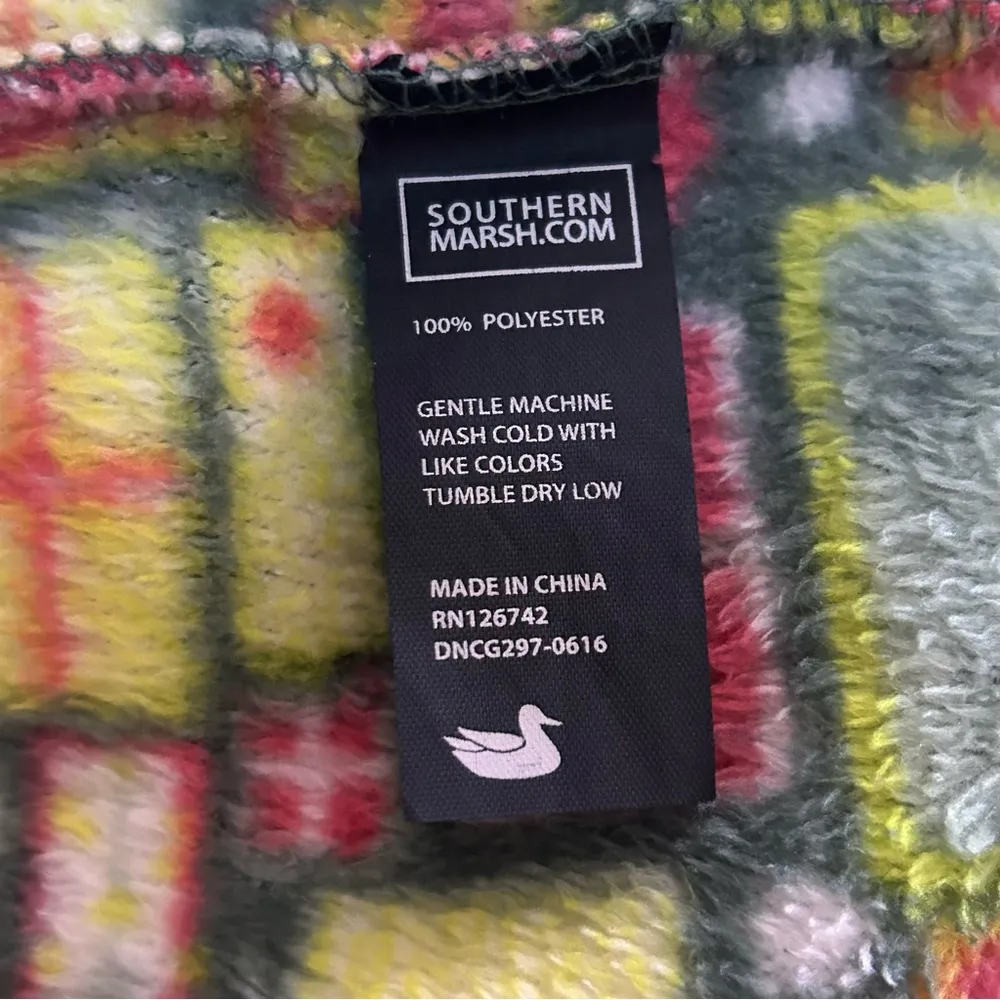 SOUTHERN
MARSH.COM
100% POLYESTER
GENTLE MACHINE
WASH COLD WITH
LIKE COLORS
TUMBLE DRY LOW
MADE IN CHINA
RN126742
DNCG297-0616